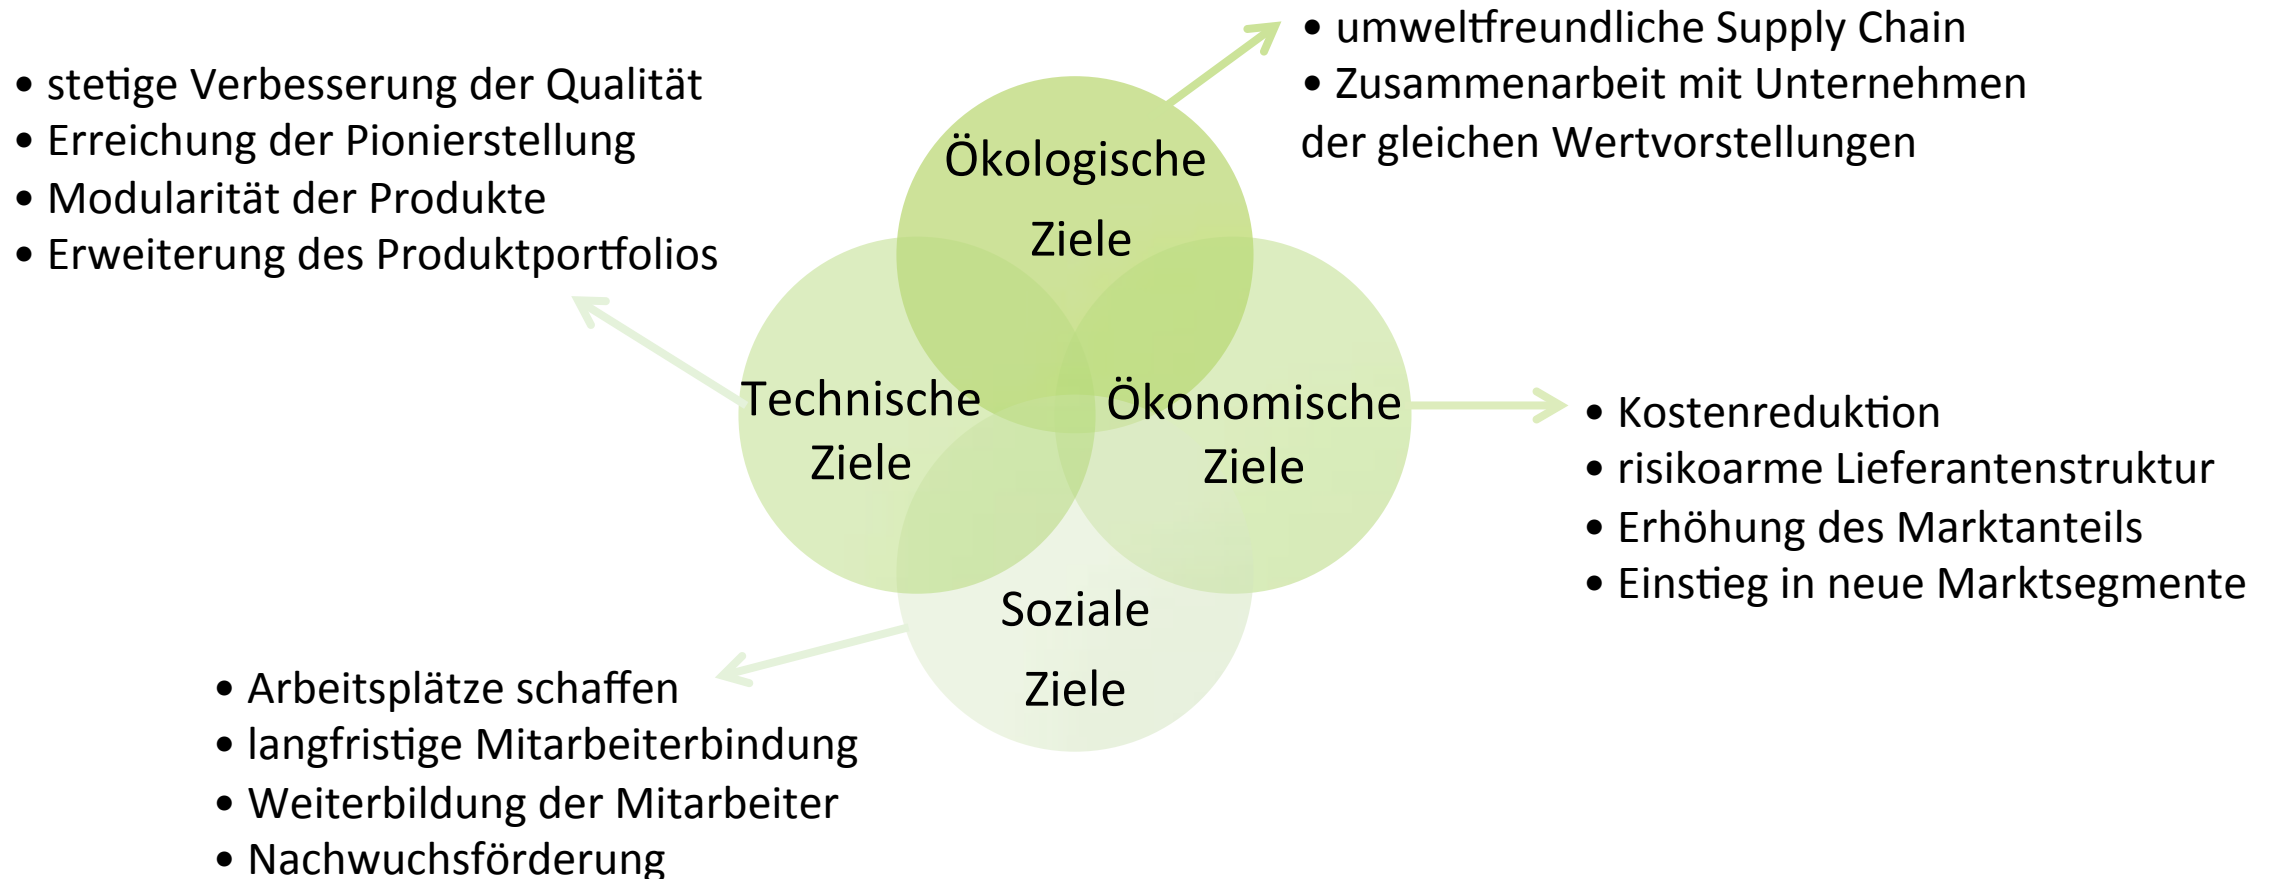 • umweltfreundliche Supply Chain
• Zusammenarbeit mit Unternehmen
der gleichen Wertvorstellungen
• stetige Verbesserung der Qualität
• Erreichung der Pionierstellung
• Modularität der Produkte
• Erweiterung des Produktportfolios
Ökologische
Ziele
Technische
Ziele
Ökonomische
Ziele
• Kostenreduktion
• risikoarme Lieferantenstruktur
• Erhöhung des Marktanteils
• Einstieg in neue Marktsegmente
Soziale
Ziele
• Arbeitsplätze schaffen
• langfristige Mitarbeiterbindung
• Weiterbildung der Mitarbeiter
• Nachwuchsförderung